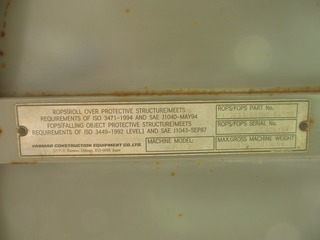 ROPS(ROLL OVER PROTECTIVE STRUCTURE)MEETS
REQUIREMENTS OF ISO 3471-1994 AND SAE J1040-MAY94
FOPS(FALLING OBJECT PROTECTIVE STRUCTURE)MEETS
REQUIREMENTS OF ISO 3449-1992 LEVEL1 AND SAE J1043-SEP87
YANMAR CONSTRUCTION EQUIPMENT CO.,LTD.
Japan
MACHINE MODEL:
ROPS/FOPS PART No.
ROPS/FOPS SERIAL No.
MAX.GROSS MACHINE WEIGHT